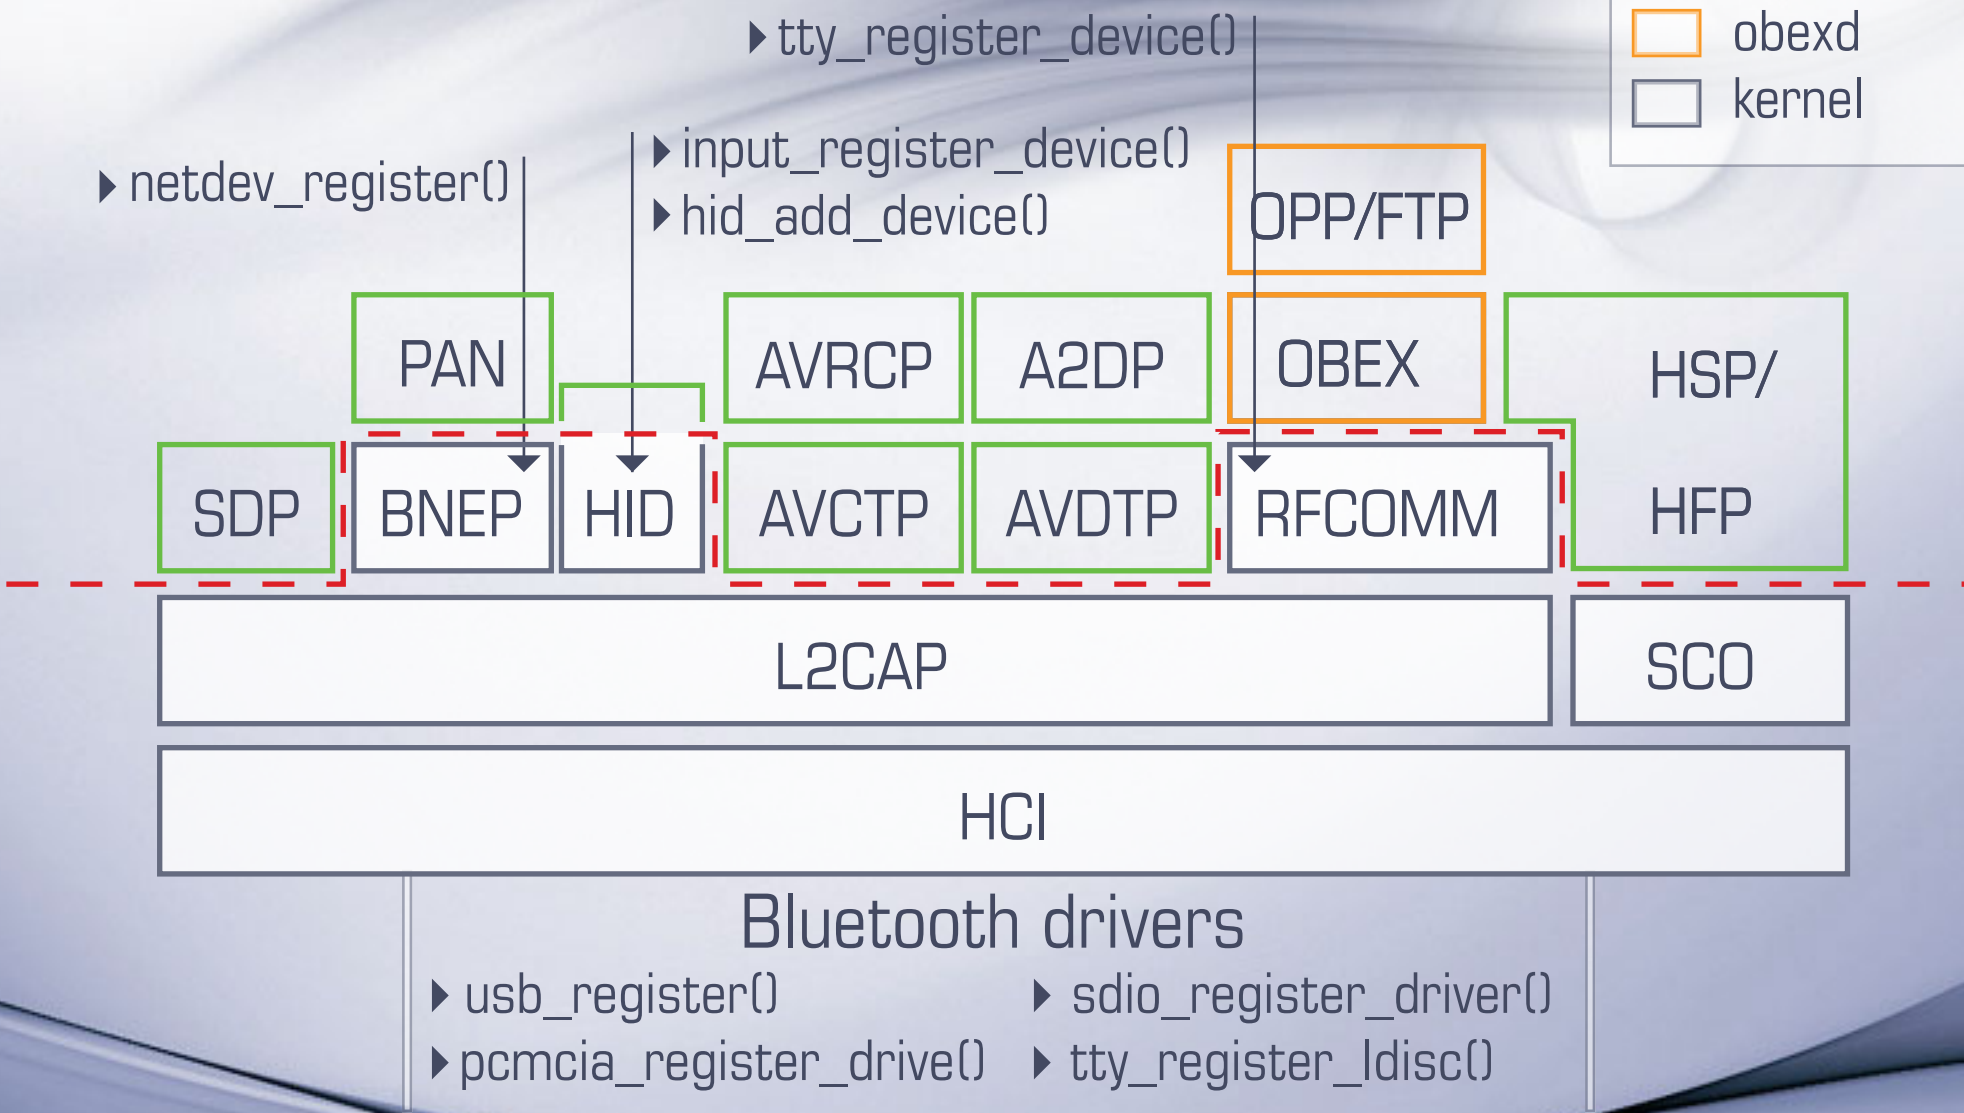 tty_register_device()
obexd
kernel
input_register_device()
netdev_register()
hid_add_device()
OPP/FTP
PAN
AVRCP
A2DP
OBEX
HSP/
HFP
SDP
BNEP
HID
AVCTP
AVDTP
RFCOMM
L2CAP
SCO
HCI
Bluetooth drivers
usb_register()
sdio_register_driver()
pcmcia_register_drive()
tty_register_ldisc()